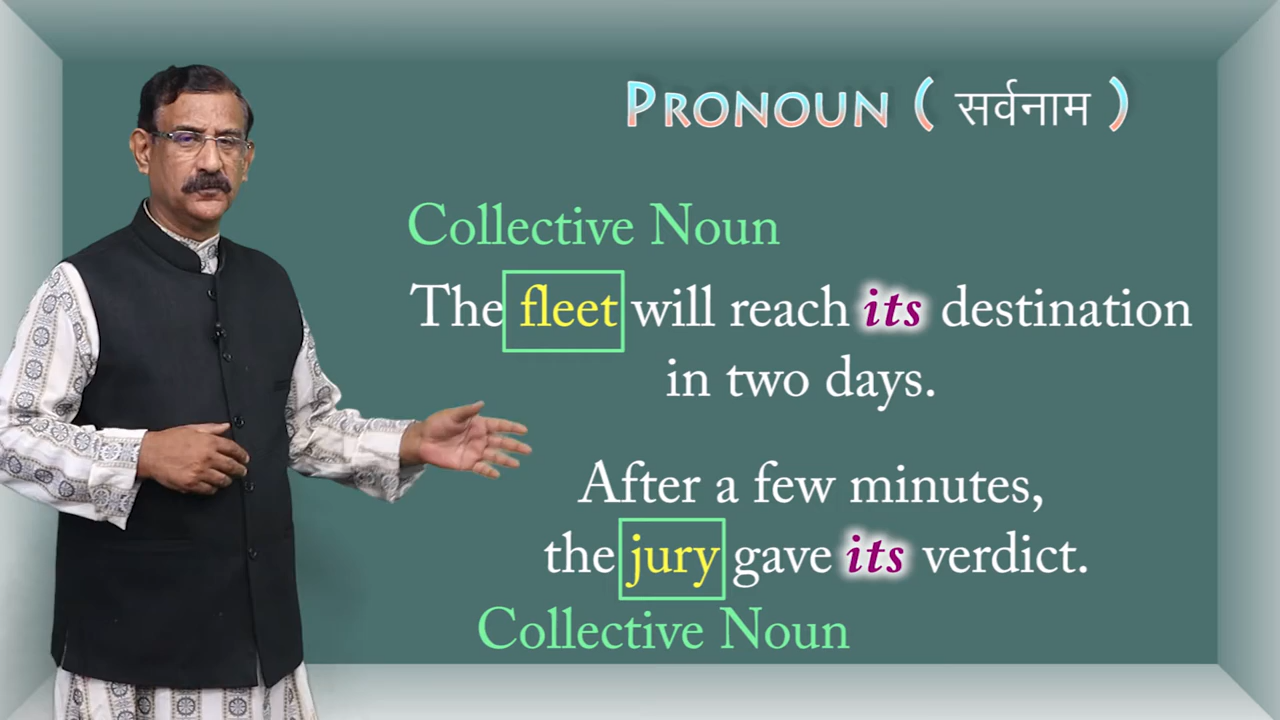 PRONOUN ( सर्वनाम )
Collective Noun
The fleet will reach its destination
in two days.
After a few minutes,
the jury gave its verdict.
Collective Noun